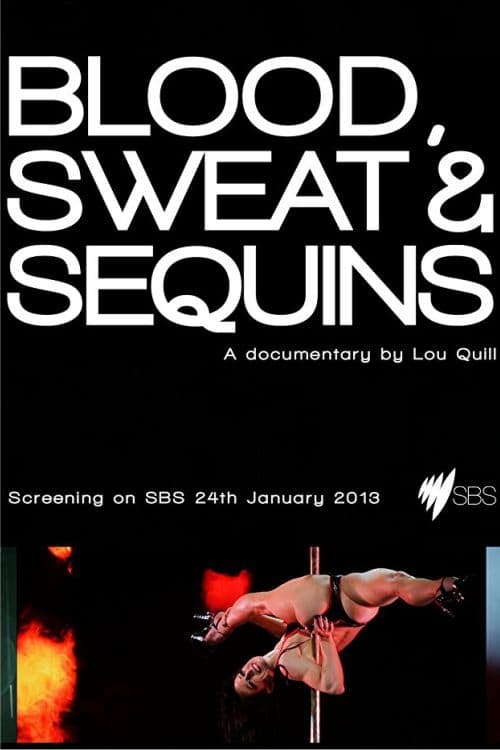 BLOOD,
SWEAT &
SEQUINS
A documentary by Lou Quill
Screening on SBS 24th January 2013
SBS